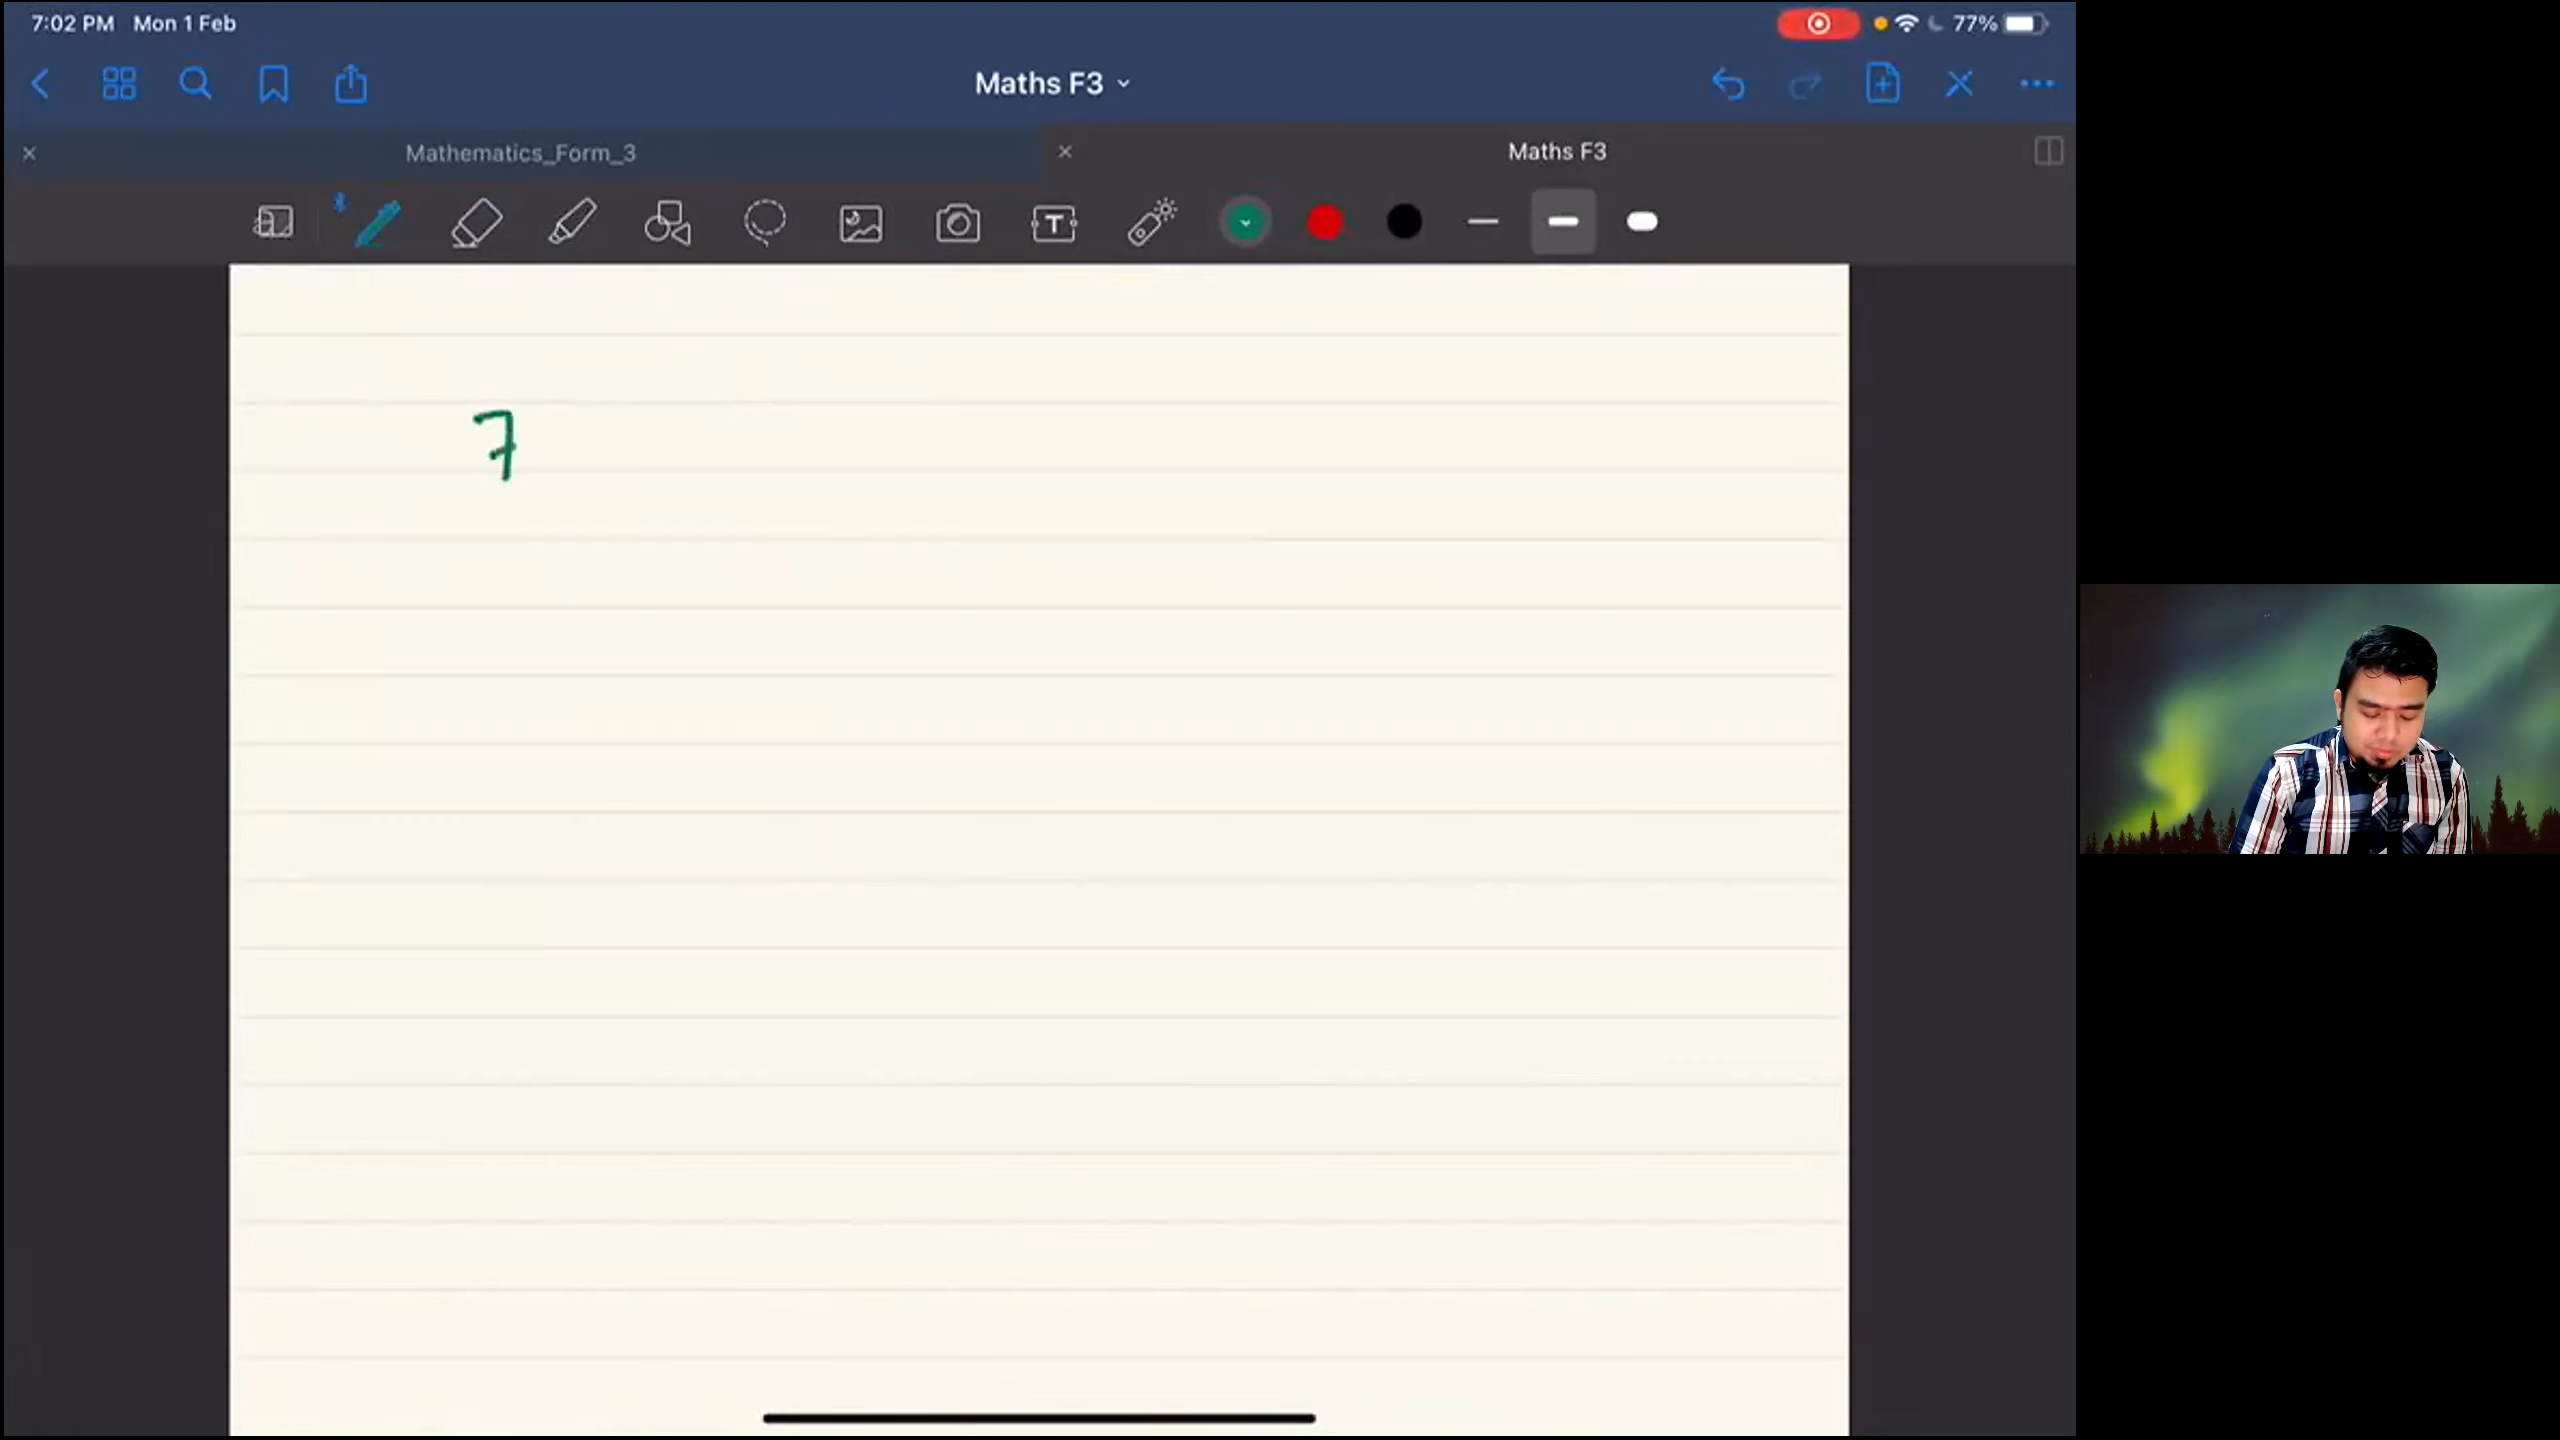 7:02 PM Mon 1 Feb 77%
Maths F3
Mathematics_Form_3 Maths F3
T
7